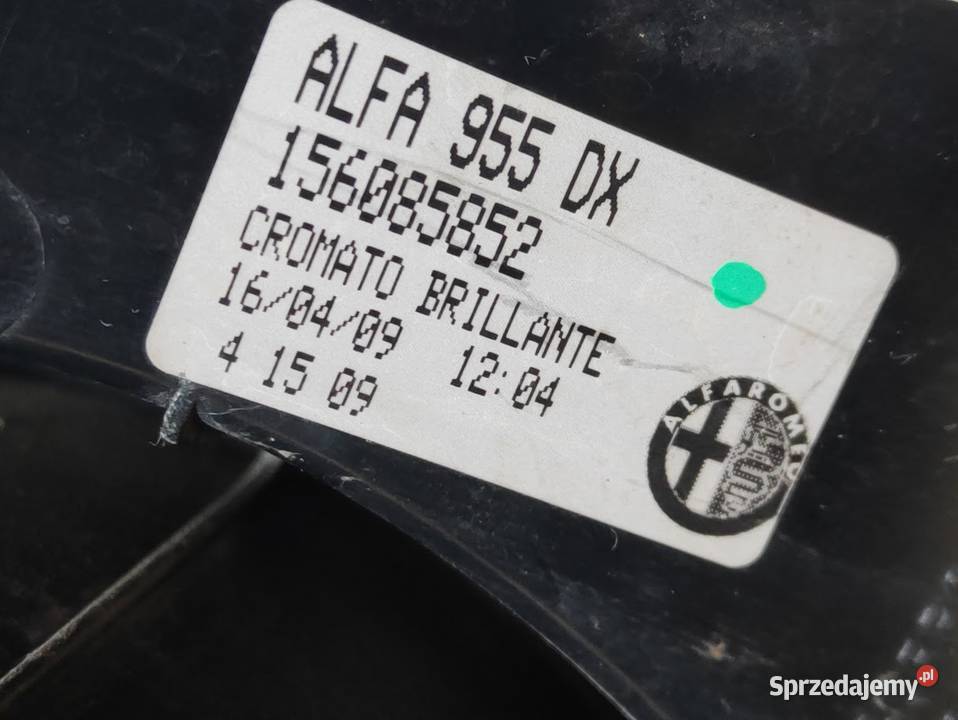 ALFA 955 DX
156085852
CROMATO BRILLANTE
16/04/09 12:04
4 15 09
ALFA ROMEO
Sprzedajemy.pl